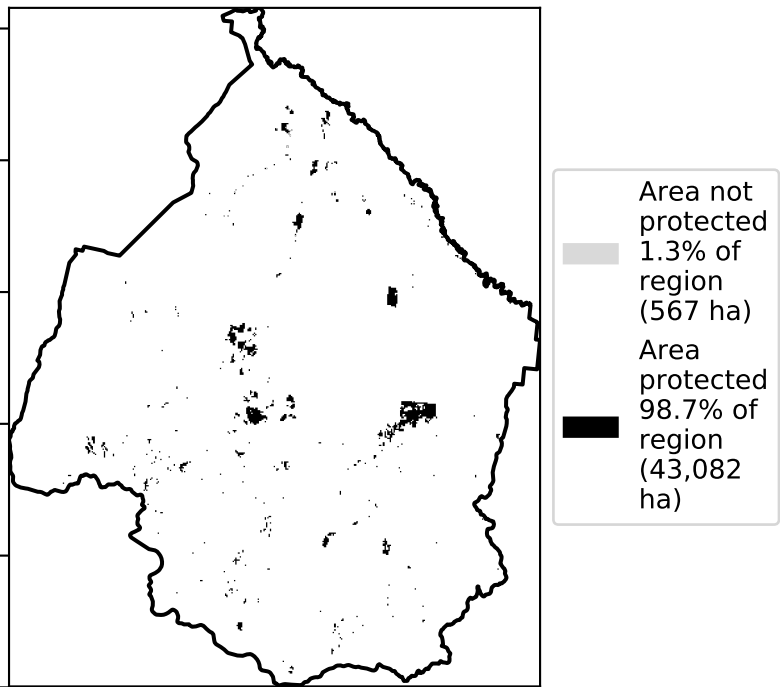 Area not
protected
1.3% of
region
(567 ha)
Area
protected
98.7% of
region
(43,082
ha)